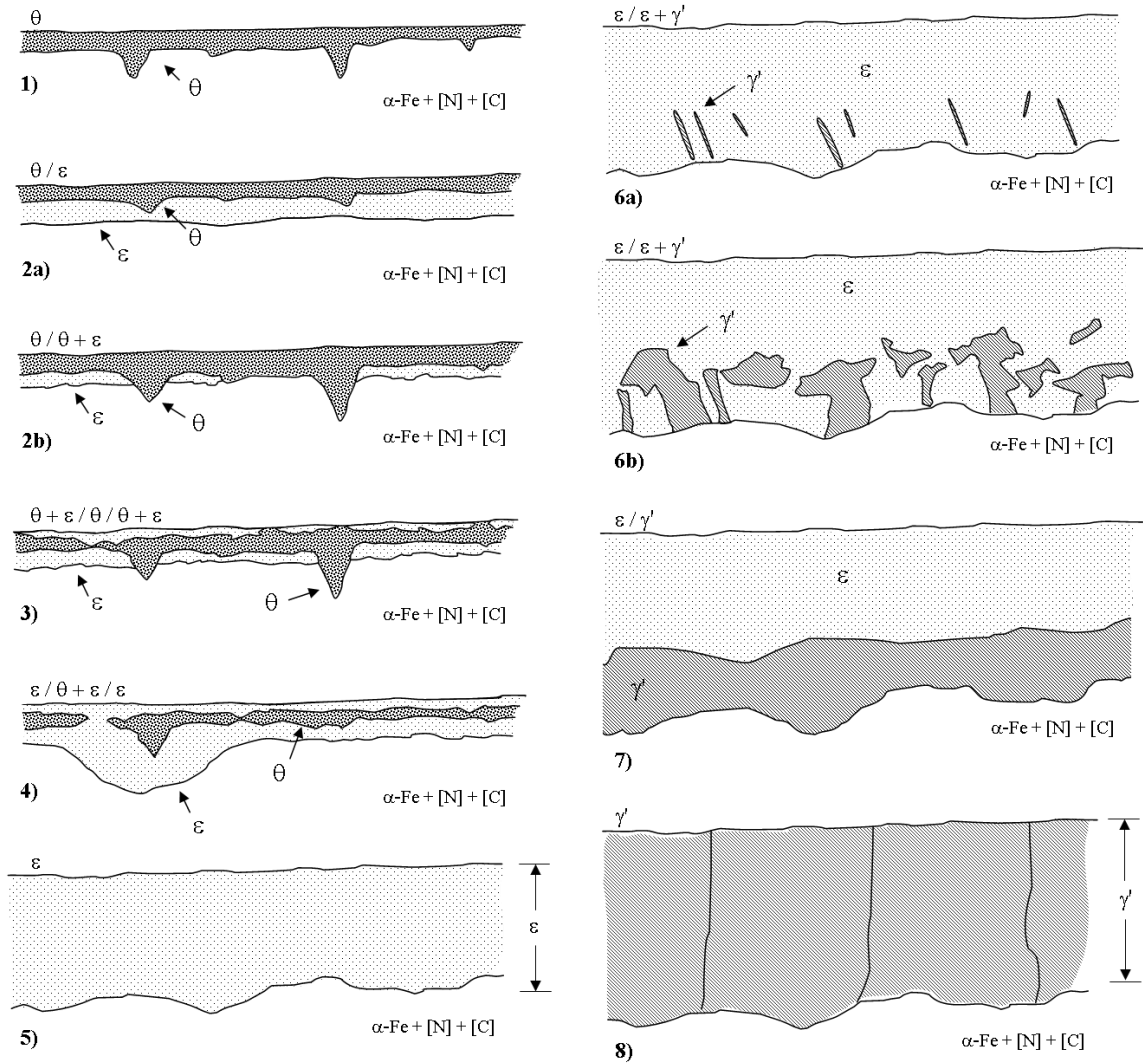 θ
θ
1)
α-Fe + [N] + [C]
θ / ε
θ
ε
2a)
α-Fe + [N] + [C]
θ / θ + ε
ε
θ
2b)
α-Fe + [N] + [C]
θ + ε / θ / θ + ε
ε
θ
3)
α-Fe + [N] + [C]
ε / θ + ε / ε
θ
ε
4)
α-Fe + [N] + [C]
ε
ε
5)
α-Fe + [N] + [C]
ε / ε + γ'
ε
γ'
α-Fe + [N] + [C]
6a)
ε / ε + γ'
ε
γ'
α-Fe + [N] + [C]
6b)
ε / γ'
ε
γ'
α-Fe + [N] + [C]
7)
γ'
γ'
α-Fe + [N] + [C]
8)